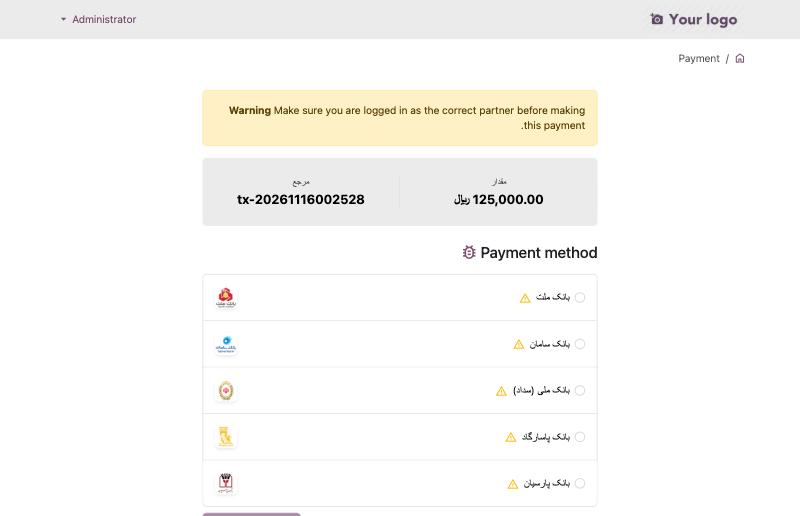 Your logo
Administrator
Payment /
Warning Make sure you are logged in as the correct partner before making
this payment.
مقدار
125,000.00 ﷼
مرجع
tx-20261116002528
Payment method
بانک ملت
بانک سامان
بانک ملی (سداد)
بانک پاسارگاد
بانک پارسیان